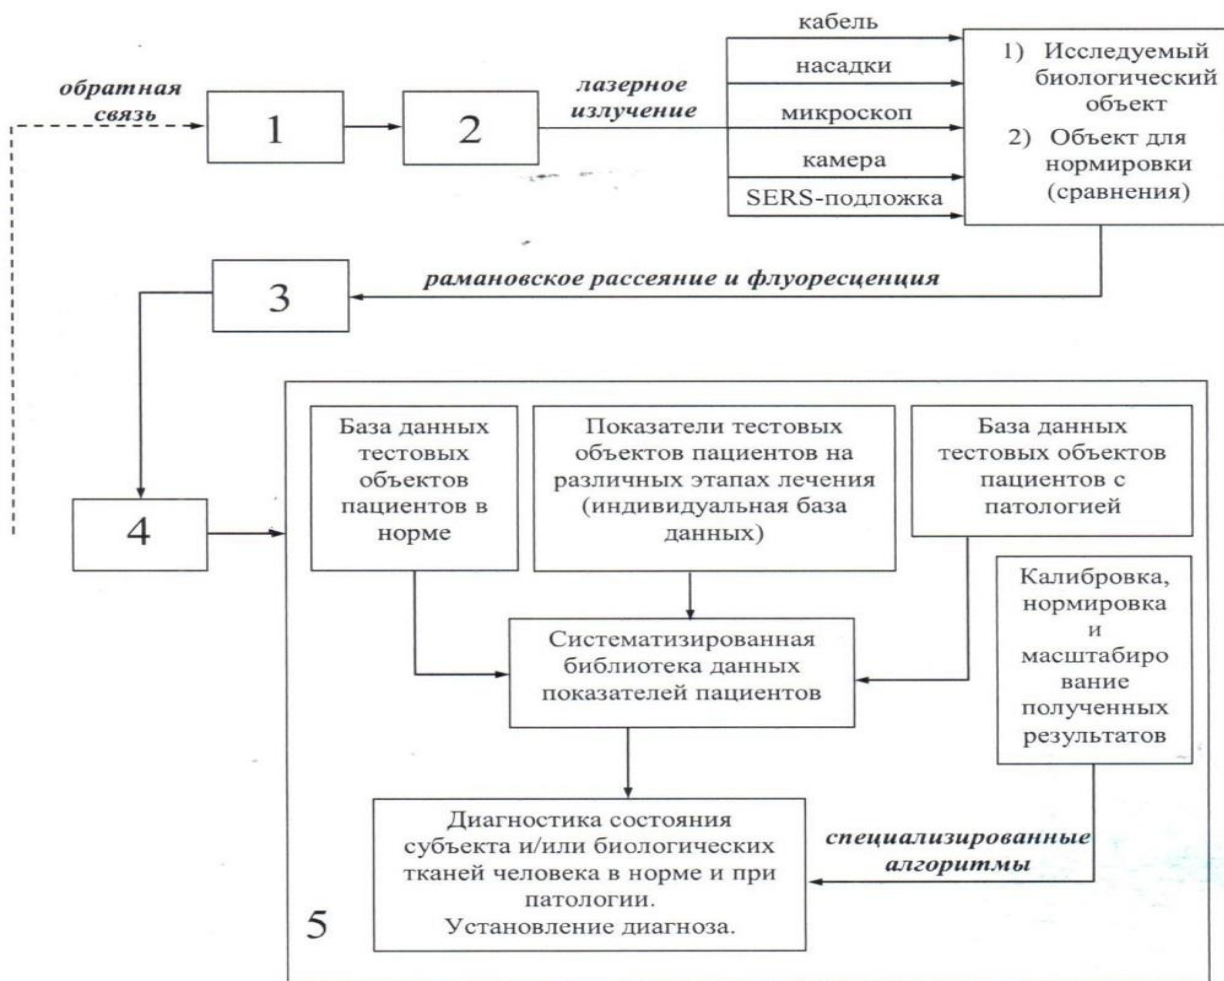 кабель
обратная
связь
1
2
лазерное
излучение
насадки
микроскоп
камера
SERS-подложка
1) Исследуемый
биологический
объект
2) Объект для
нормировки
(сравнения)
3
рамановское рассеяние и флуоресценция
4
База данных
тестовых
объектов
пациентов в
норме
Показатели тестовых
объектов пациентов на
различных этапах лечения
(индивидуальная база
данных)
База данных
тестовых объектов
пациентов с
патологией
Систематизированная
библиотека данных
показателей пациентов
Калибровка,
нормировка
и
масштабиро
вание
полученных
результатов
Диагностика состояния
субъекта и/или биологических
тканей человека в норме и при
патологии.
Установление диагноза.
специализированные
алгоритмы
5